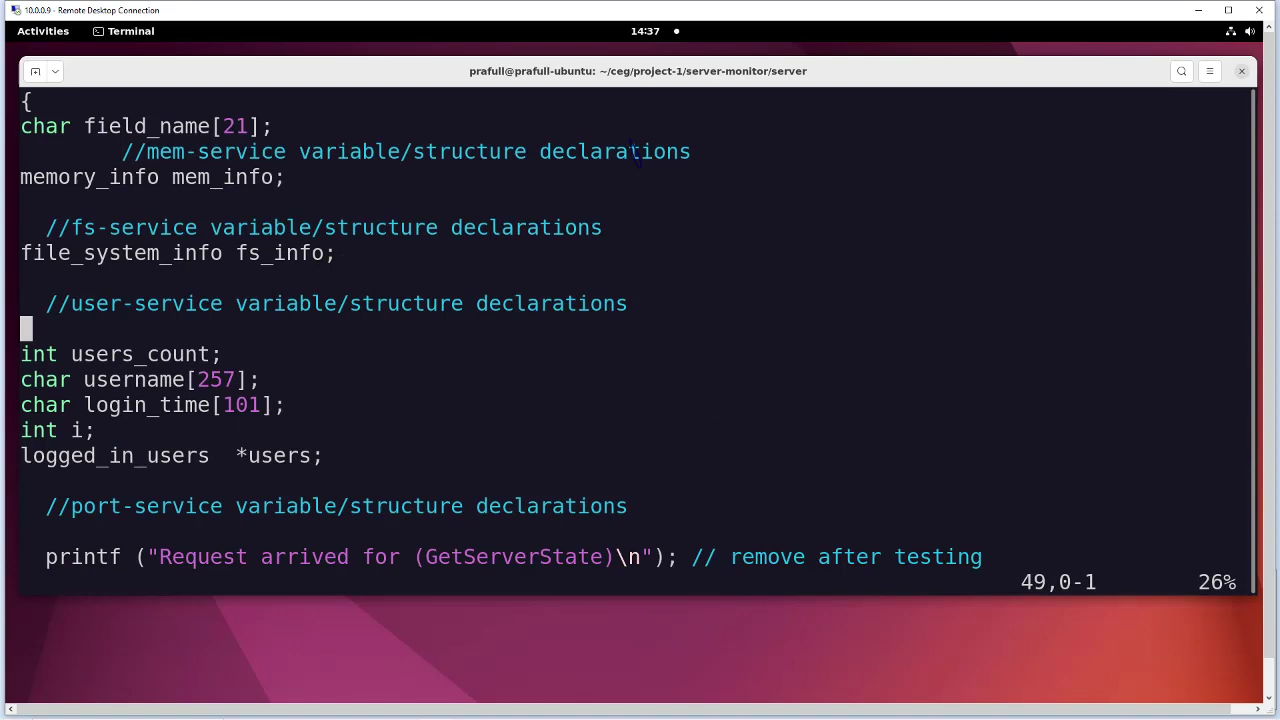 10.0.0.9 - Remote Desktop Connection
Activities Terminal 14:37
prafull@prafull-ubuntu: ~/ceg/project-1/server-monitor/server
{
char field_name[21];
//mem-service variable/structure declarations
memory_info mem_info;
//fs-service variable/structure declarations
file_system_info fs_info;
//user-service variable/structure declarations
int users_count;
char username[257];
char login_time[101];
int i;
logged_in_users  *users;
//port-service variable/structure declarations
printf ("Request arrived for (GetServerState)\n"); // remove after testing
49,0-1 26%